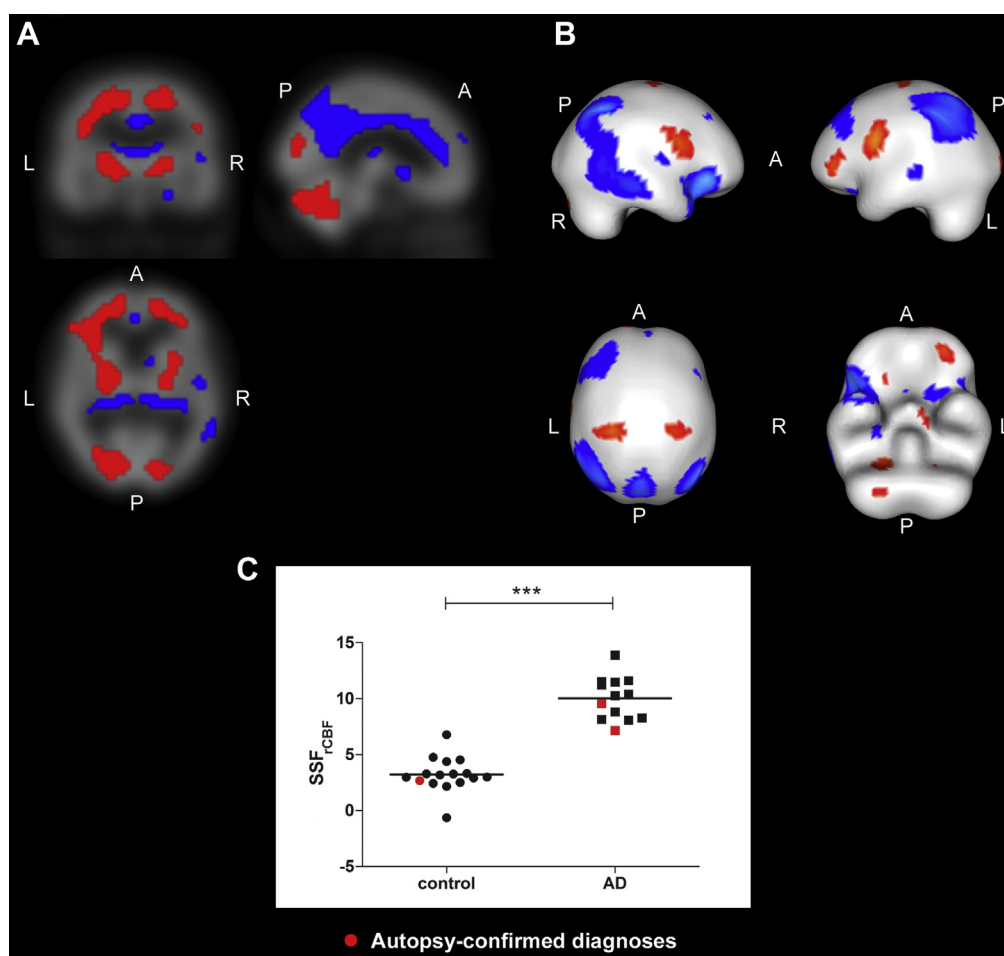 A
B
P
A
P
P
L
R
A
R
L
A
A
A
L
R
L
R
L
P
P
P
C
***
15
10
5
0
-5
SSFrCBF
control
AD
Autopsy-confirmed diagnoses